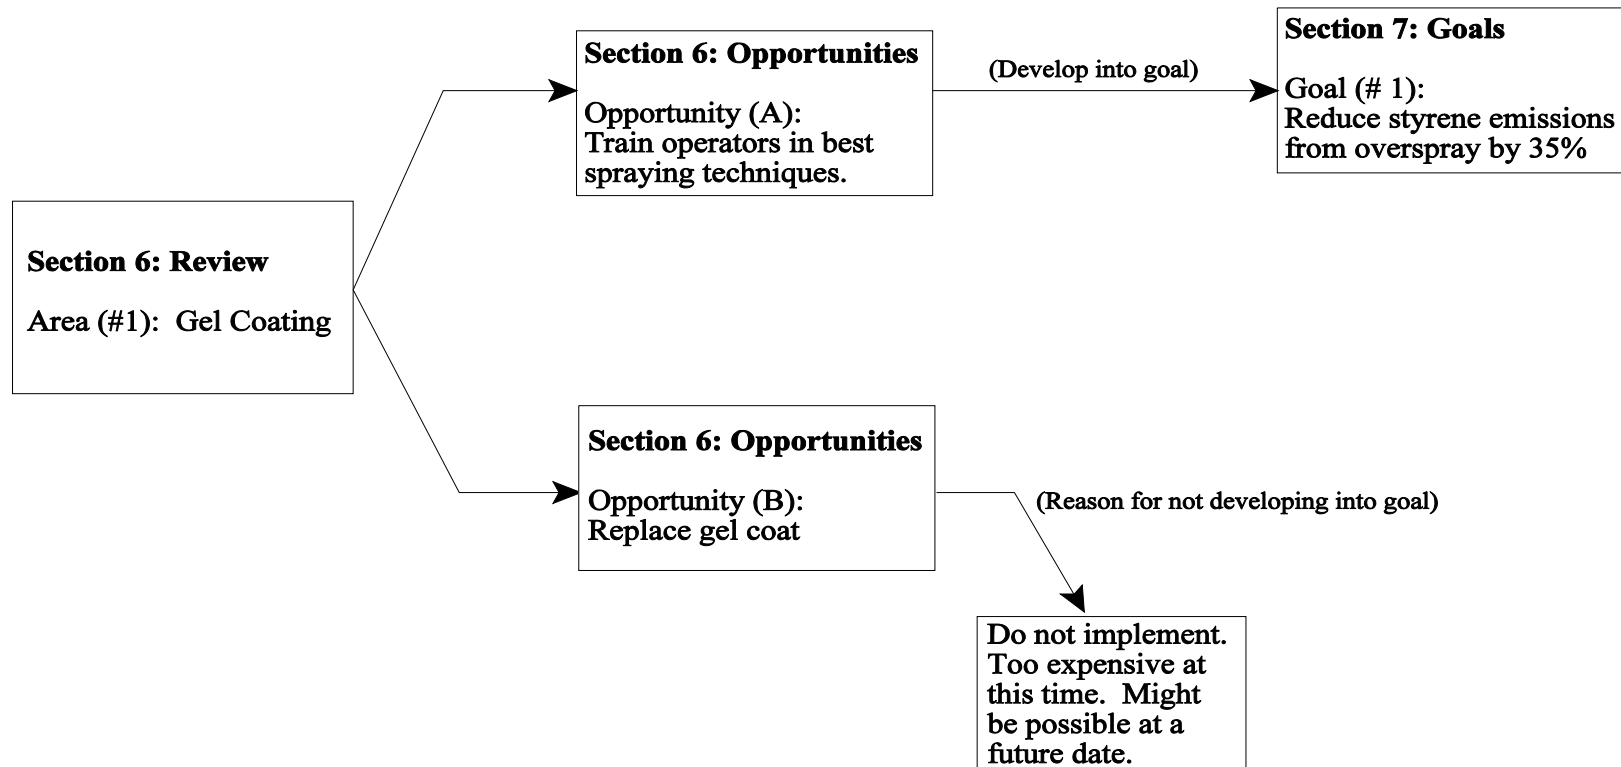 Section 6: Review
Area (#1):  Gel Coating
Section 6: Opportunities
Opportunity (A):
Train operators in best
spraying techniques.
(Develop into goal)
Section 7: Goals
Goal (# 1):
Reduce styrene emissions
from overspray by 35%
Section 6: Opportunities
Opportunity (B):
Replace gel coat
(Reason for not developing into goal)
Do not implement.
Too expensive at
this time.  Might
be possible at a
future date.